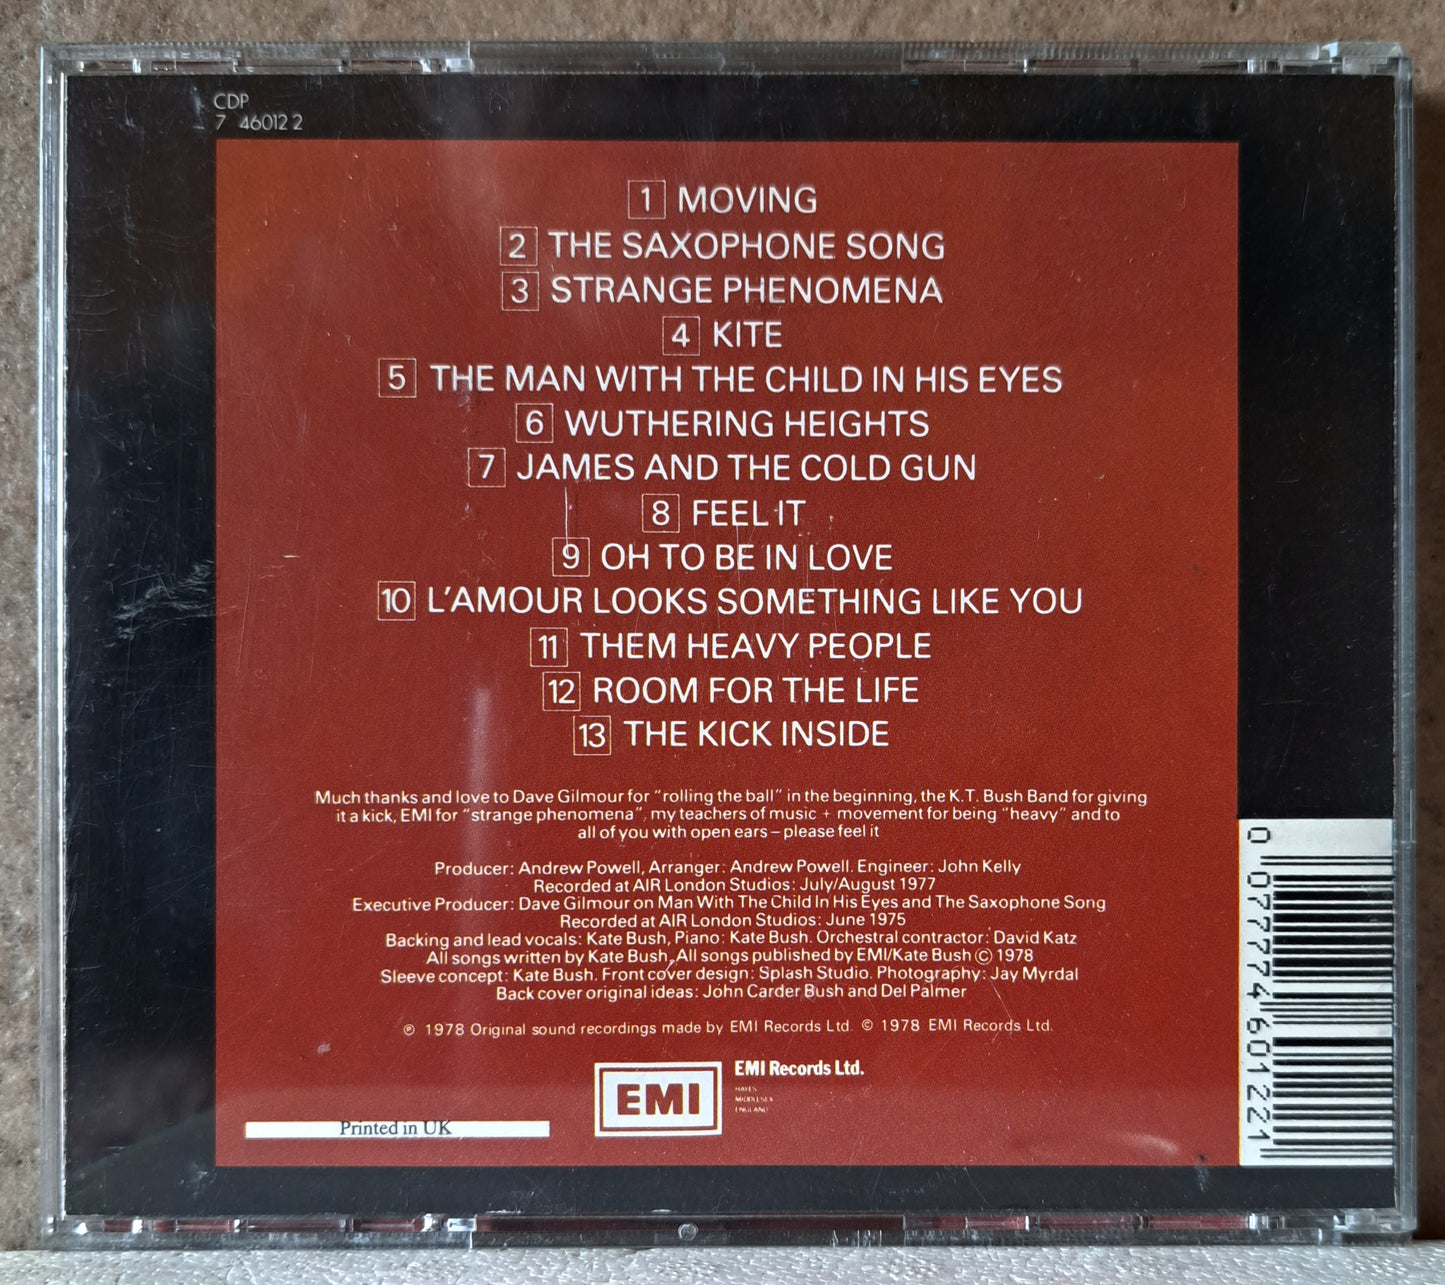 CDP
7 46012 2
1 MOVING
2 THE SAXOPHONE SONG
3 STRANGE PHENOMENA
4 KITE
5 THE MAN WITH THE CHILD IN HIS EYES
6 WUTHERING HEIGHTS
7 JAMES AND THE COLD GUN
8 FEEL IT
9 OH TO BE IN LOVE
10 L'AMOUR LOOKS SOMETHING LIKE YOU
11 THEM HEAVY PEOPLE
12 ROOM FOR THE LIFE
13 THE KICK INSIDE
Much thanks and love to Dave Gilmour for "rolling the ball" in the beginning, the K.T. Bush Band for giving
it a kick, EMI for "strange phenomena", my teachers of music + movement for being "heavy" and to
all of you with open ears – please feel it
Producer: Andrew Powell, Arranger: Andrew Powell. Engineer: John Kelly
Recorded at AIR London Studios: July/August 1977
Executive Producer: Dave Gilmour on Man With The Child In His Eyes and The Saxophone Song
Recorded at AIR London Studios: June 1975
Backing and lead vocals: Kate Bush, Piano: Kate Bush. Orchestral contractor: David Katz
All songs written by Kate Bush, All songs published by EMI/Kate Bush © 1978
Sleeve concept: Kate Bush. Front cover design: Splash Studio. Photography: Jay Myrdal
Back cover original ideas: John Carder Bush and Del Palmer
℗ 1978 Original sound recordings made by EMI Records Ltd. © 1978 EMI Records Ltd.
EMI
EMI Records Ltd.
HAYES
MIDDLESEX
ENGLAND
Printed in UK
0 077774 601221